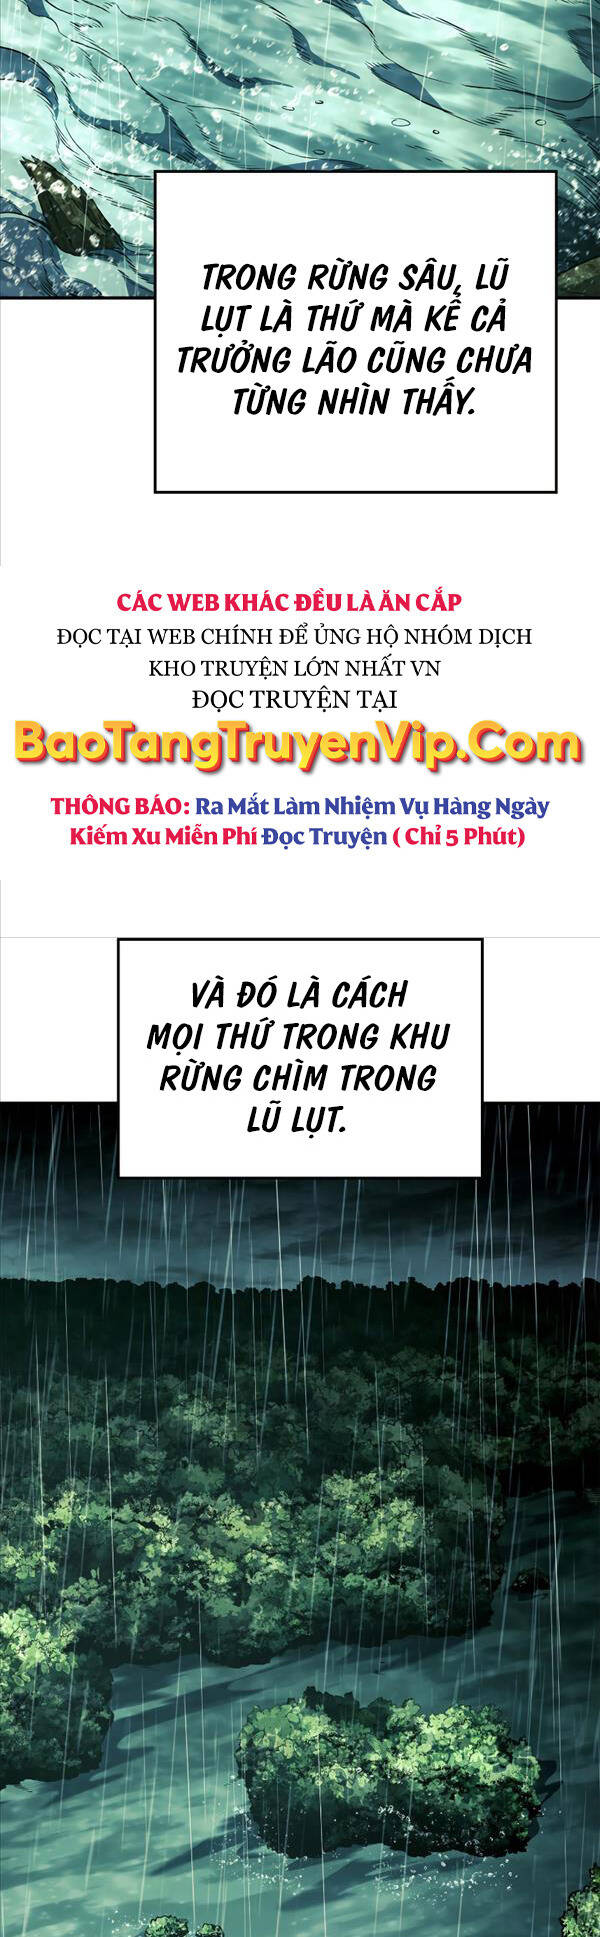 TRONG RỪNG SÂU, LŨ
LỤT LÀ THỨ MÀ KỂ CẢ
TRƯỞNG LÃO CŨNG CHƯA
TỪNG NHÌN THẤY.
CÁC WEB KHÁC ĐỀU LÀ ĂN CẮP
ĐỌC TẠI WEB CHÍNH ĐỂ ỦNG HỘ NHÓM DỊCH
KHO TRUYỆN LỚN NHẤT VN
ĐỌC TRUYỆN TẠI
BaoTangTruyenVip.Com
THÔNG BÁO: Ra Mắt Làm Nhiệm Vụ Hàng Ngày
Kiếm Xu Miễn Phí Đọc Truyện ( Chỉ 5 Phút)
VÀ ĐÓ LÀ CÁCH
MỌI THỨ TRONG KHU
RỪNG CHÌM TRONG
LŨ LỤT.